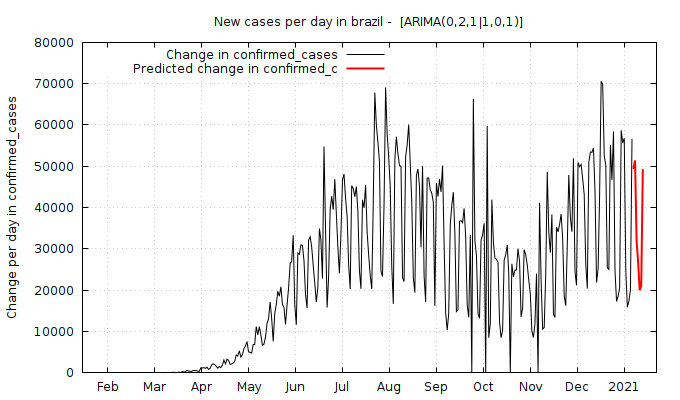 New cases per day in brazil -  [ARIMA(0,2,1|1,0,1)]
Change in confirmed_cases
Predicted change in confirmed_c
Change per day in confirmed_cases
80000
70000
60000
50000
40000
30000
20000
10000
0
Feb Mar Apr May Jun Jul Aug Sep Oct Nov Dec 2021